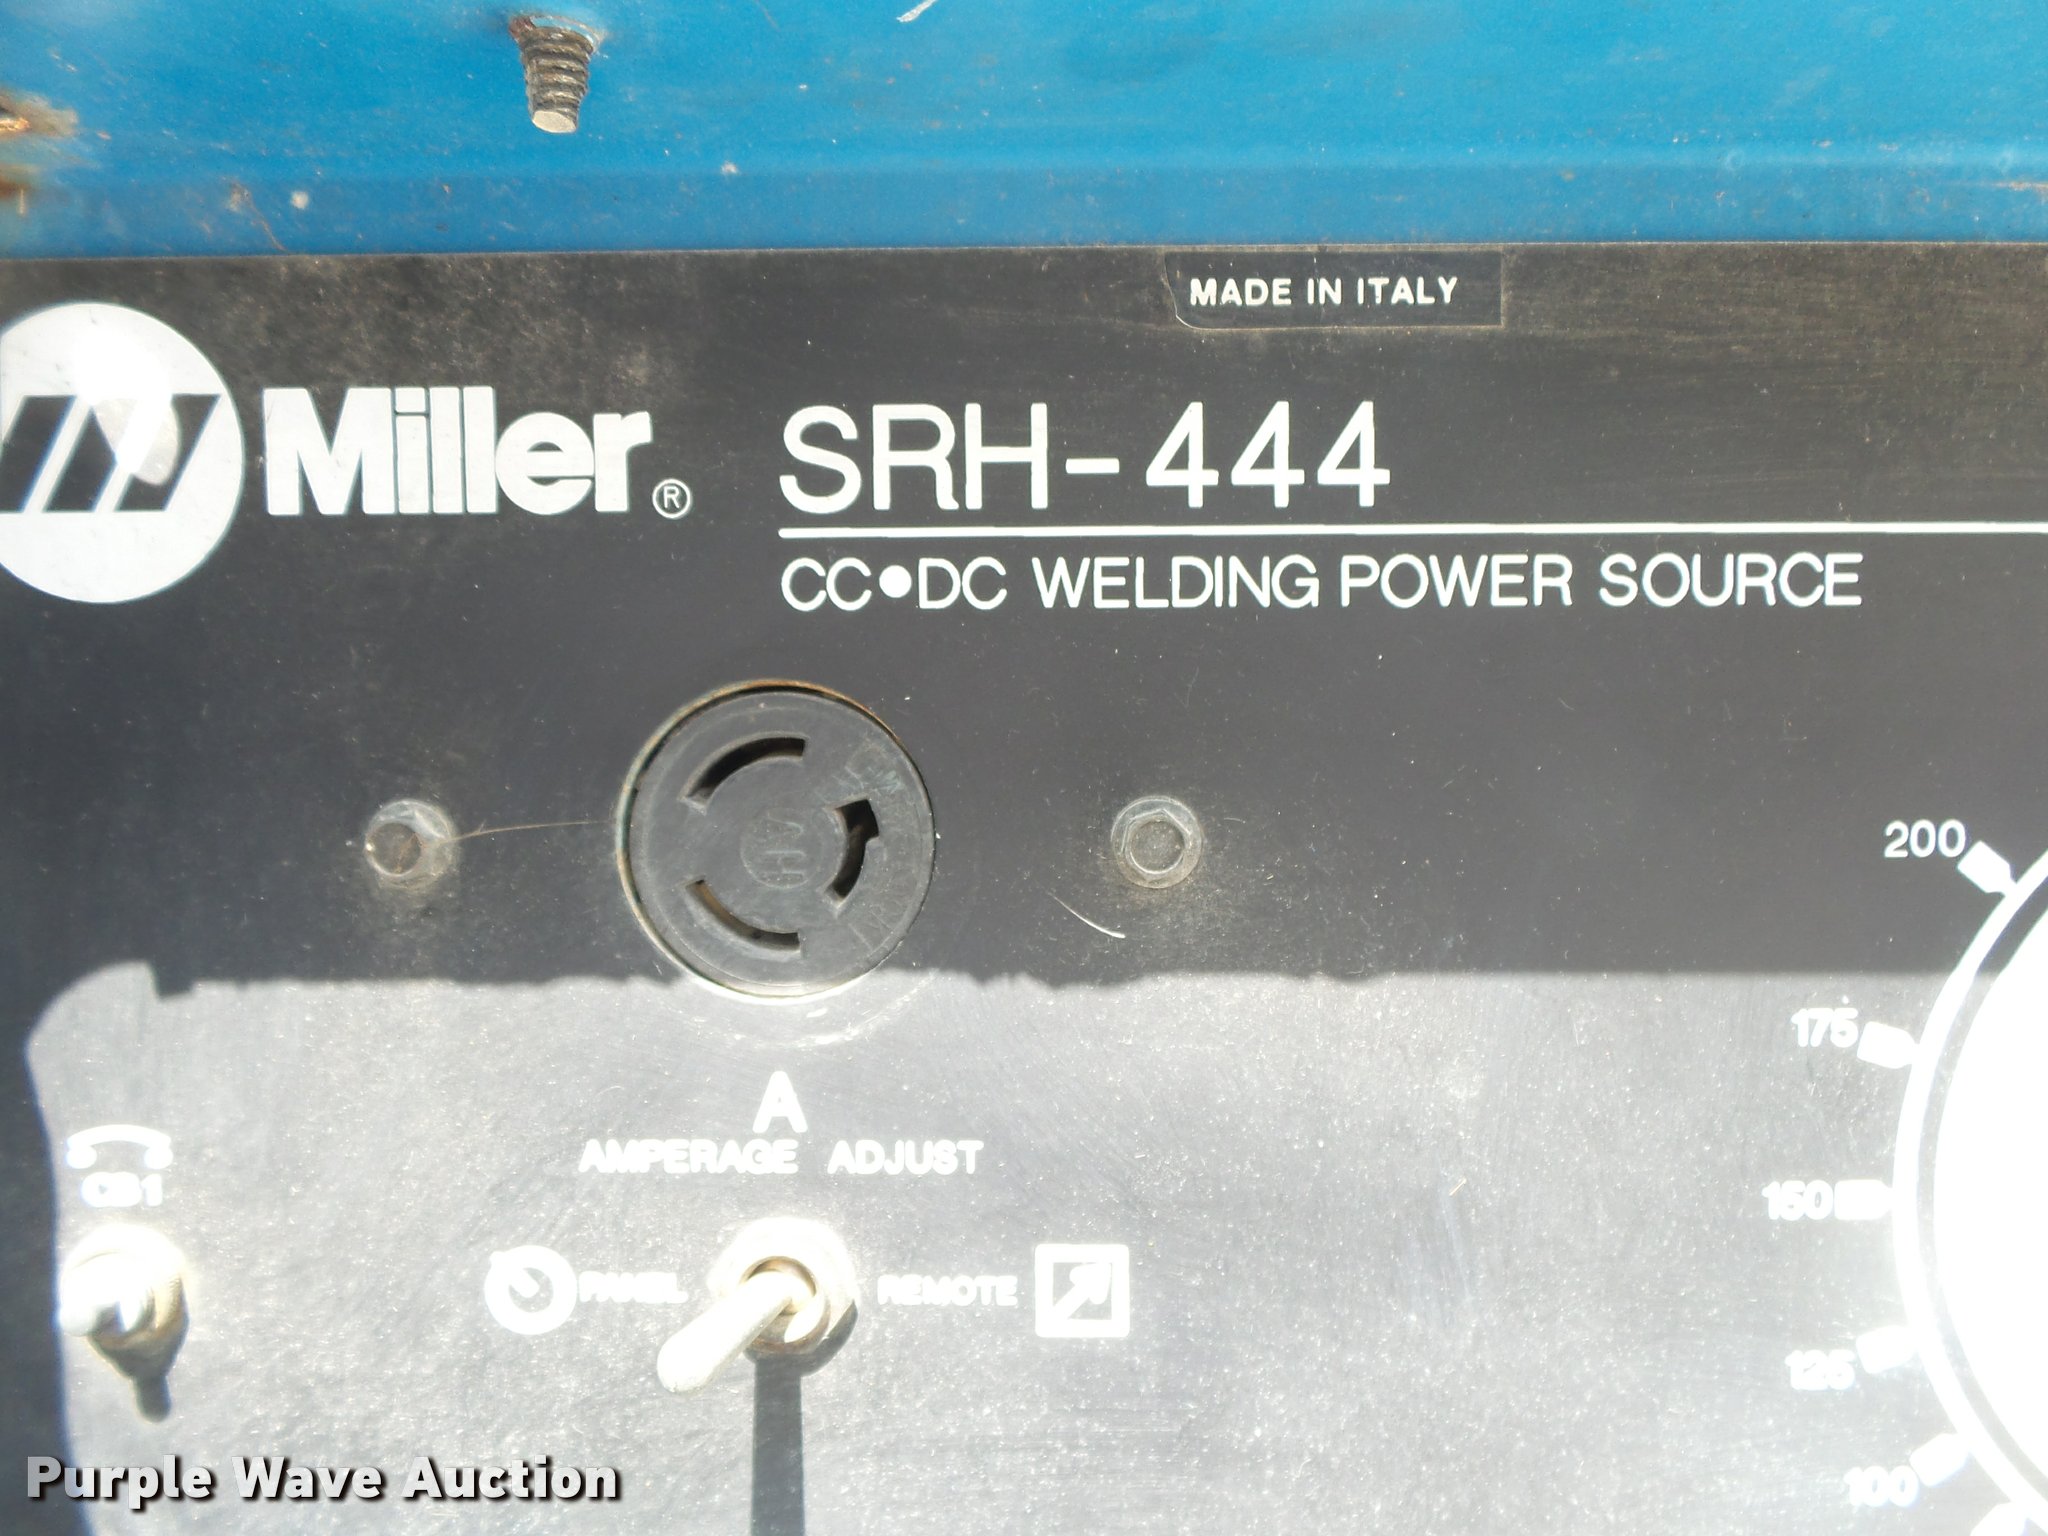 MADE IN ITALY
Miller® SRH-444
CC•DC WELDING POWER SOURCE
200
175
A
AMPERAGE ADJUST
CB1
150
PANEL
REMOTE
125
100
Purple Wave Auction